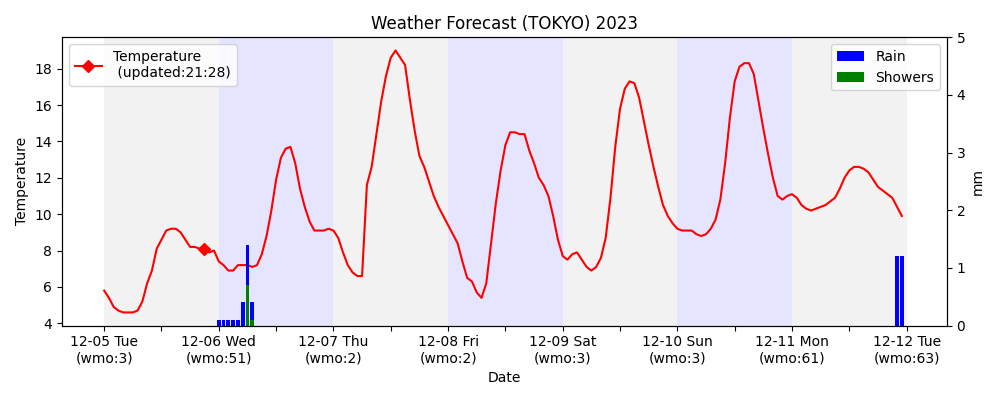 Weather Forecast (TOKYO) 2023
Temperature
(updated:21:28)
Rain
Showers
18
16
14
12
10
8
6
4
Temperature
5
4
3
2
1
0
mm
12-05 Tue
(wmo:3)
12-06 Wed
(wmo:51)
12-07 Thu
(wmo:2)
12-08 Fri
(wmo:2)
12-09 Sat
(wmo:3)
12-10 Sun
(wmo:3)
12-11 Mon
(wmo:61)
12-12 Tue
(wmo:63)
Date